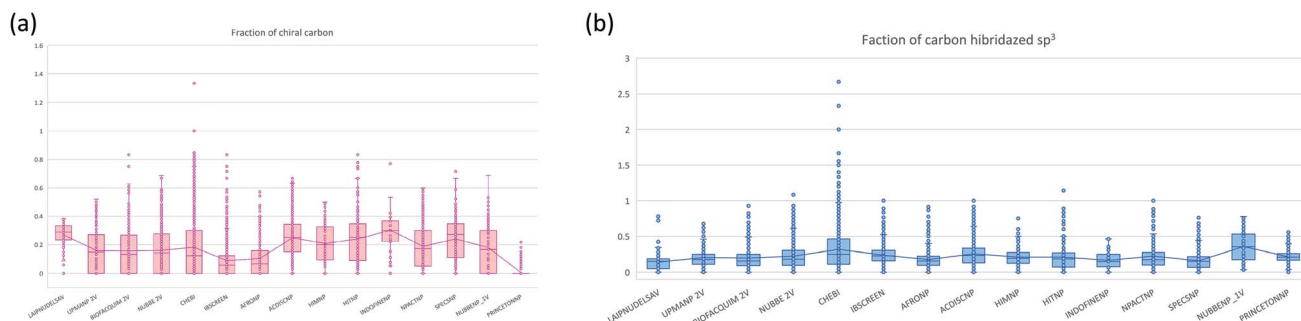 (a)
Fraction of chiral carbon
1.6
1.4
1.2
1
0.8
0.6
0.4
0.2
0
LAIPNUDELSAV
UPMANP 2V
BIOFACQUIM 2V
NUBBE 2V
CHEBI
IBSCREEN
AFRONP
ACDISCNP
HIMNP
HITNP
INDOFINENP
NPACTNP
SPECSNP
NUBBENP_1V
PRINCETONNP
(b)
Faction of carbon hibridazed sp³
3
2.5
2
1.5
1
0.5
0
LAIPNUDELSAV
UPMANP 2V
BIOFACQUIM 2V
NUBBE 2V
CHEBI
IBSCREEN
AFRONP
ACDISCNP
HIMNP
HITNP
INDOFINENP
NPACTNP
SPECSNP
NUBBENP _1V
PRINCETONNP